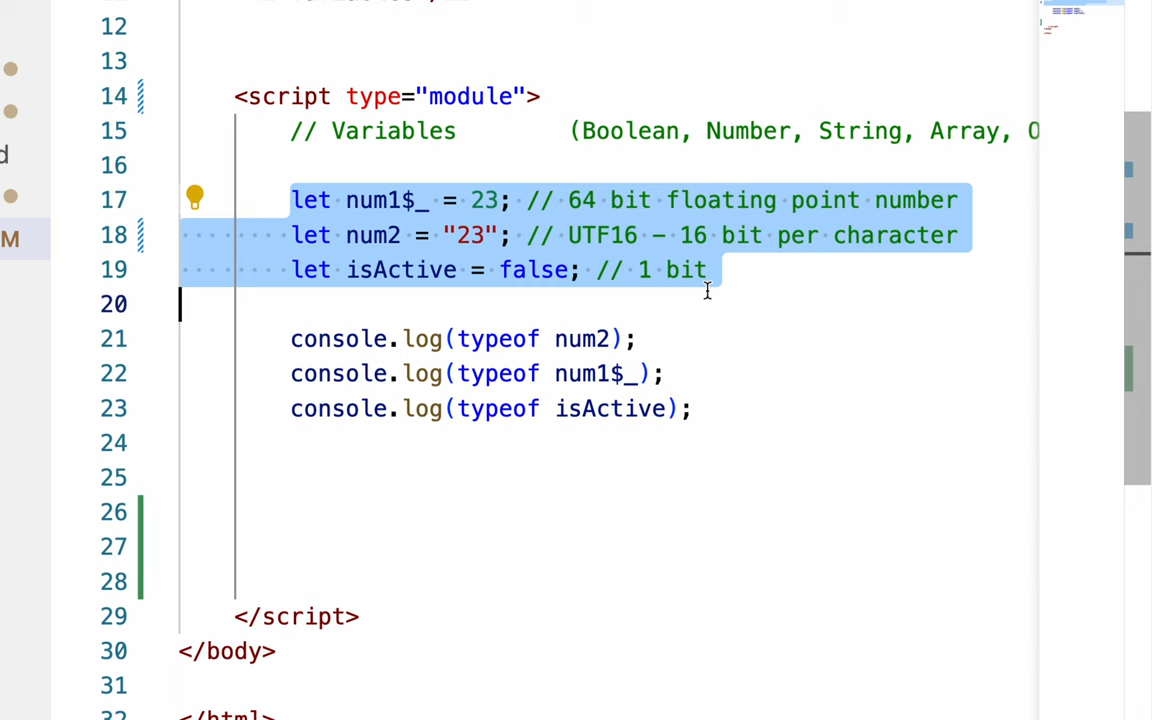 12
13
14 <script type="module">
15 // Variables (Boolean, Number, String, Array, O
16
17 let num1$_ = 23; // 64 bit floating point number
18 let num2 = "23"; // UTF16 - 16 bit per character
19 let isActive = false; // 1 bit
20
21 console.log(typeof num2);
22 console.log(typeof num1$_);
23 console.log(typeof isActive);
24
25
26
27
28
29 </script>
30 </body>
31
32 </html>
d
M